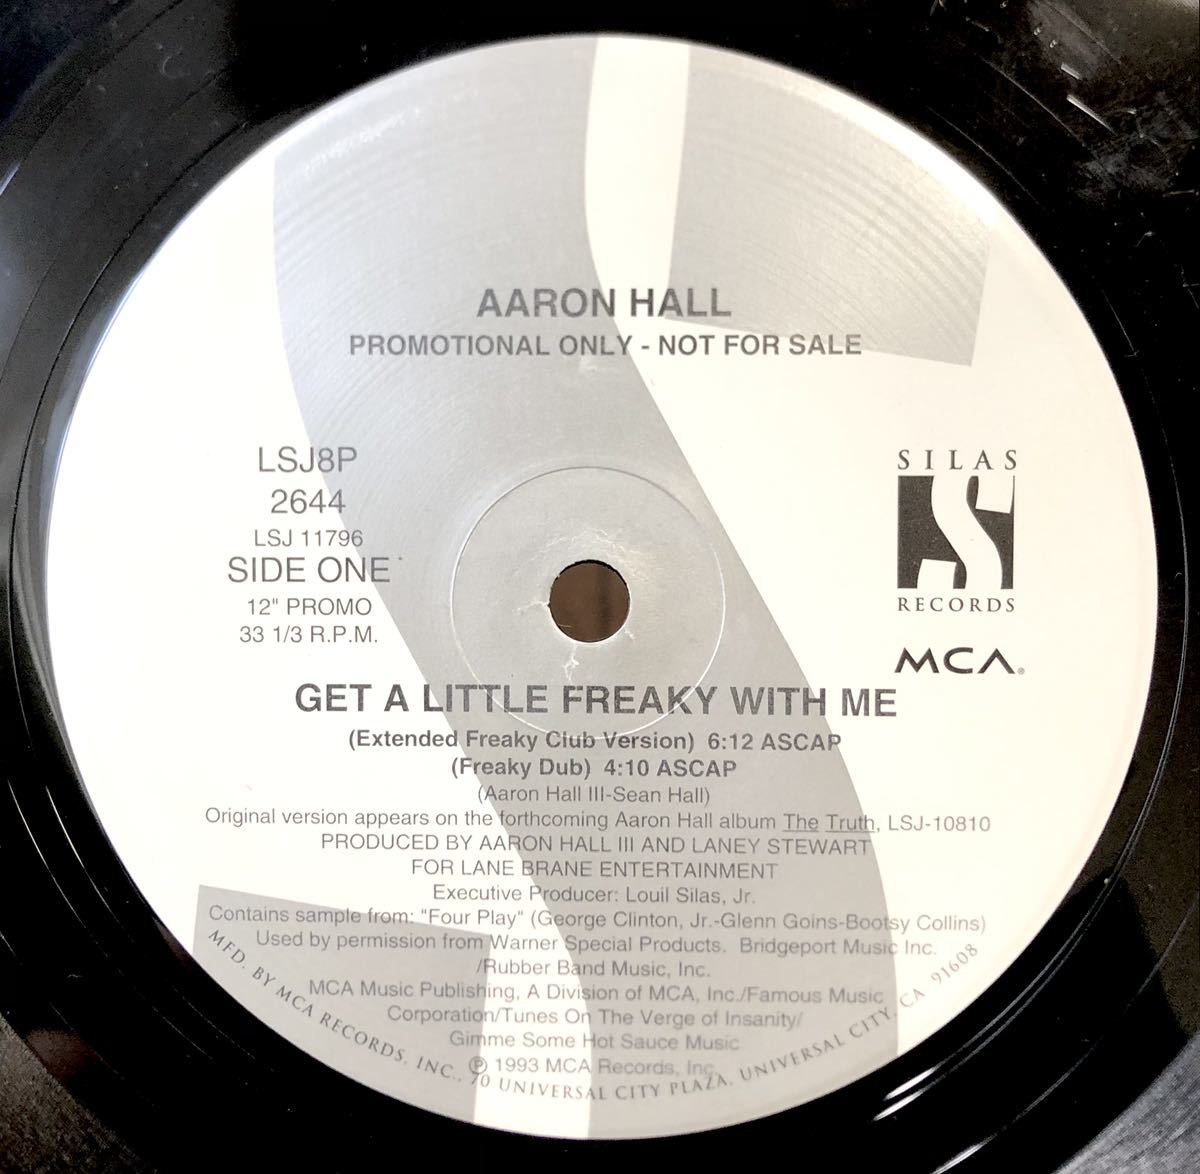 AARON HALL
PROMOTIONAL ONLY - NOT FOR SALE
LSJ8P
2644
LSJ 11796
SIDE ONE
12" PROMO
33 1/3 R.P.M.
SILAS
S
RECORDS
MCA®
GET A LITTLE FREAKY WITH ME
(Extended Freaky Club Version) 6:12 ASCAP
(Freaky Dub) 4:10 ASCAP
(Aaron Hall III-Sean Hall)
Original version appears on the forthcoming Aaron Hall album The Truth, LSJ-10810
PRODUCED BY AARON HALL III AND LANEY STEWART
FOR LANE BRANE ENTERTAINMENT
Executive Producer: Louil Silas, Jr.
Contains sample from: "Four Play" (George Clinton, Jr.-Glenn Goins-Bootsy Collins)
Used by permission from Warner Special Products. Bridgeport Music Inc.
/Rubber Band Music, Inc.
MCA Music Publishing, A Division of MCA, Inc./Famous Music
Corporation/Tunes On The Verge of Insanity/
Gimme Some Hot Sauce Music
℗ 1993 MCA Records, Inc.
MFD. BY MCA RECORDS, INC., 70 UNIVERSAL CITY PLAZA, UNIVERSAL CITY, CA 91608